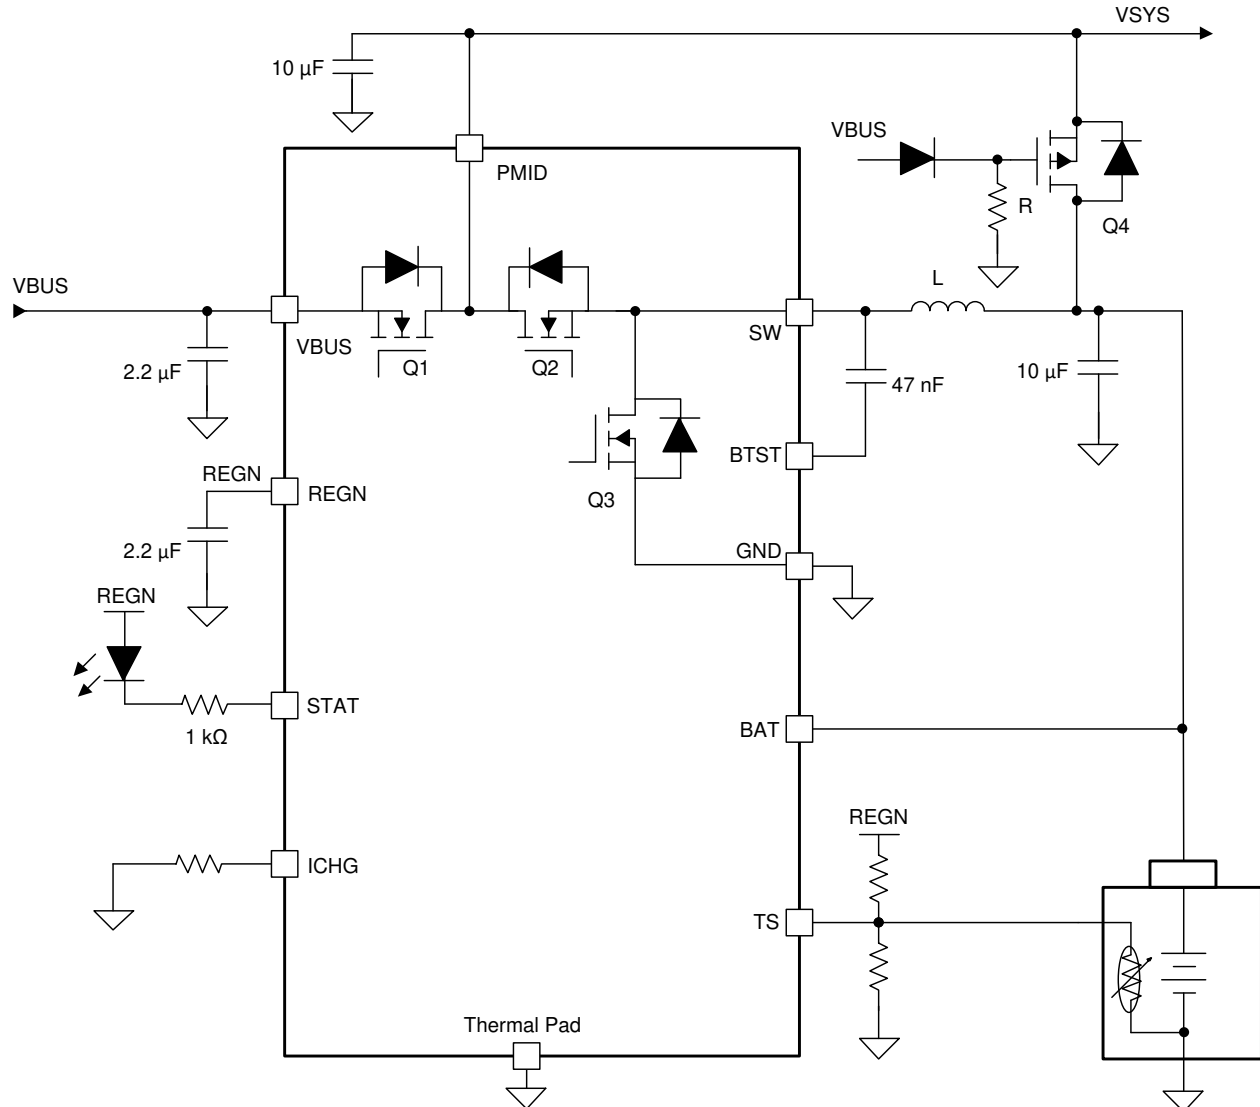 VSYS
10 µF
VBUS
PMID
R
Q4
VBUS
L
VBUS
SW
Q1
Q2
2.2 µF
47 nF
10 µF
BTST
REGN
REGN
Q3
2.2 µF
GND
REGN
STAT
1 kΩ
BAT
REGN
ICHG
TS
Thermal Pad